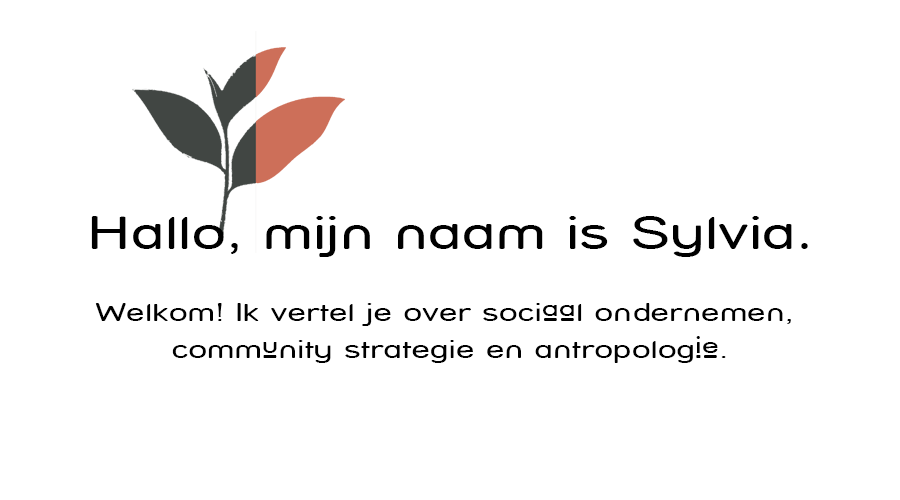 Hallo, mijn naam is Sylvia.
Welkom! Ik vertel je over sociaal ondernemen,
community strategie en antropologie.